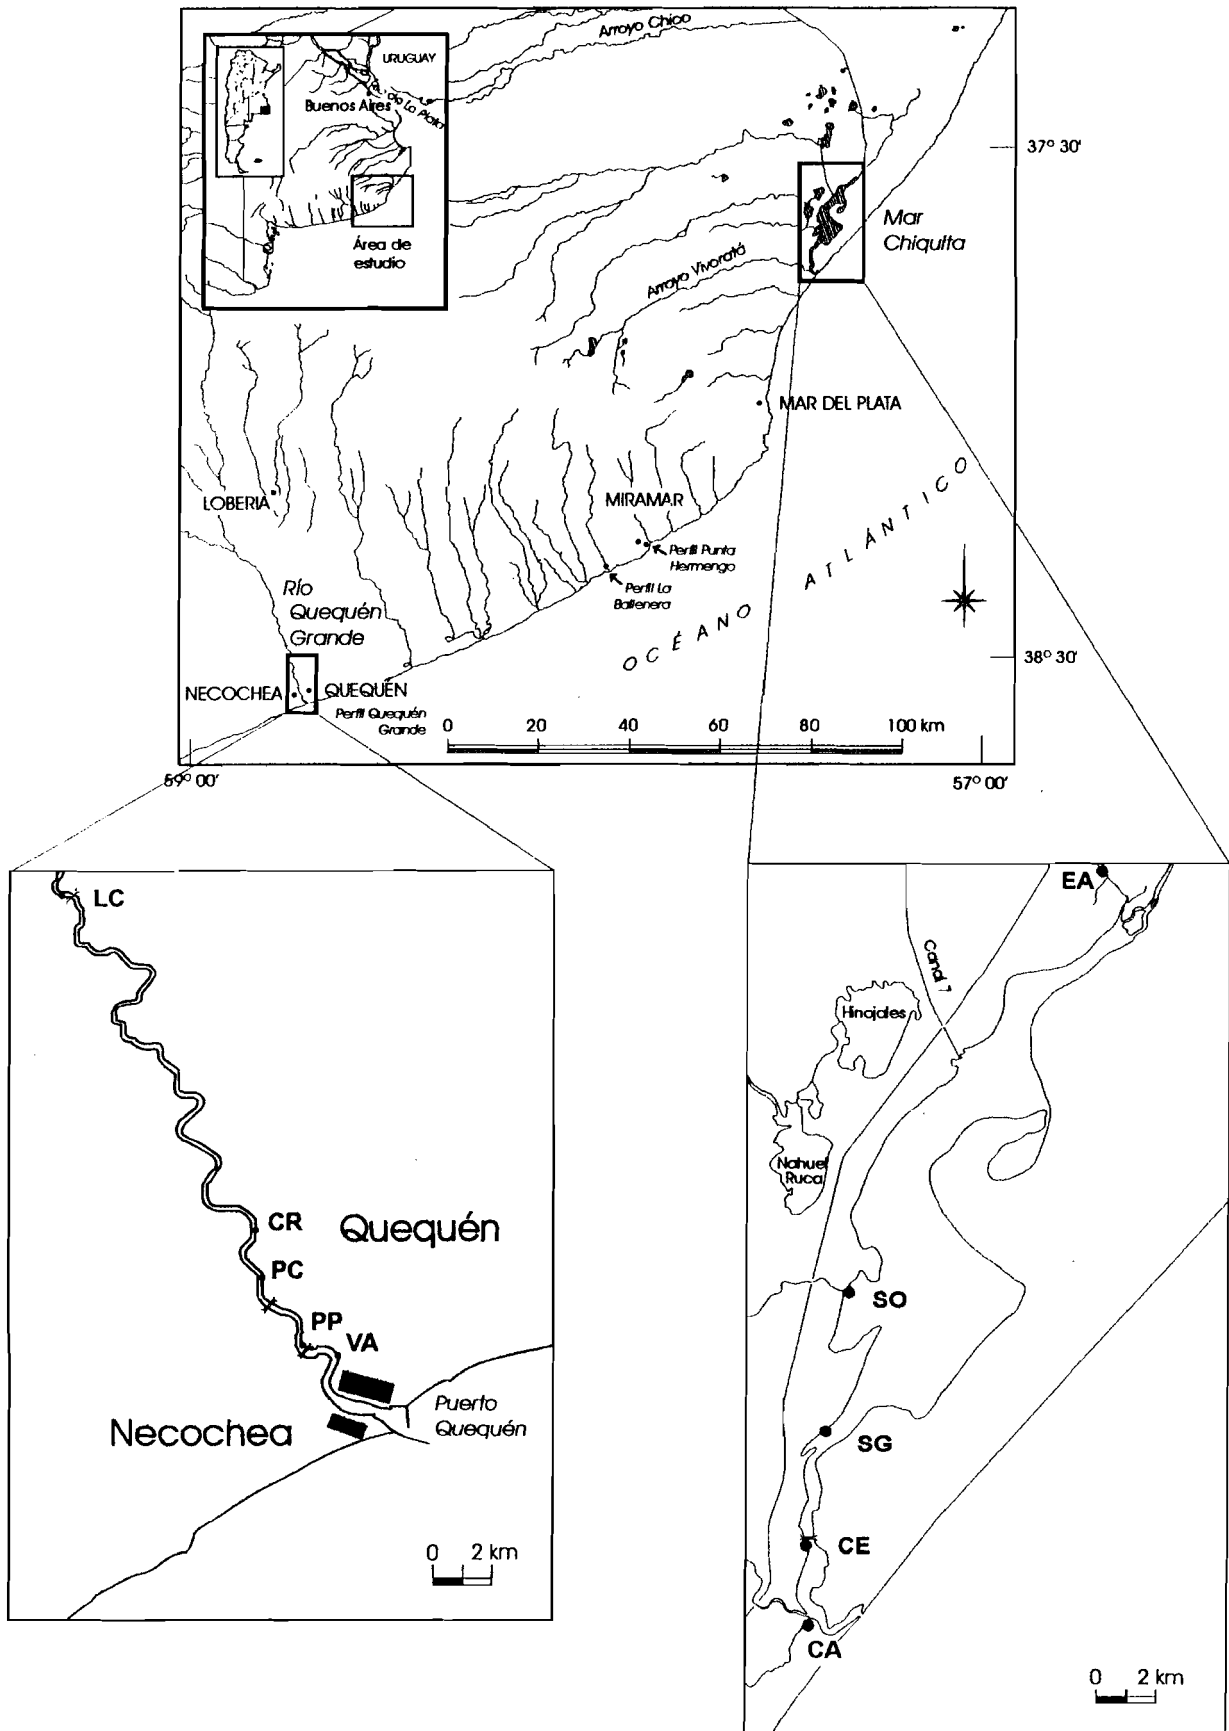 Arroyo Chico
URUGUAY
Buenos Aires
de La Plata
Área de
estudio
37° 30'
Mar
Chiquita
Arroyo Vivoratá
MAR DEL PLATA
LOBERIA
MIRAMAR
Perfil Punta
Hermengo
Perfil La
Ballenera
OCÉANO ATLÁNTICO
Río
Quequén
Grande
38° 30'
NECOCHEA
QUEQUÉN
Perfil Quequén
Grande
0 20 40 60 80 100 km
59° 00'
57° 00'
LC
CR
Quequén
PC
PP
VA
Necochea
Puerto
Quequén
0 2 km
EA
Canal 7
Hinojales
Nahuel
Ruca
SO
SG
CE
CA
0 2 km